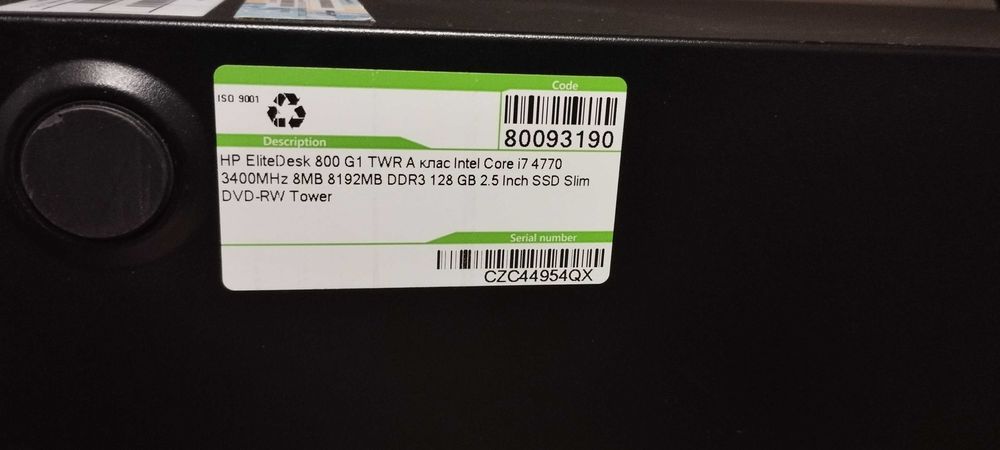 Code
ISO 9001
80093190
Description
HP EliteDesk 800 G1 TWR А клас Intel Core i7 4770
3400MHz 8MB 8192MB DDR3 128 GB 2.5 Inch SSD Slim
DVD-RW Tower
Serial number
CZC44954QX